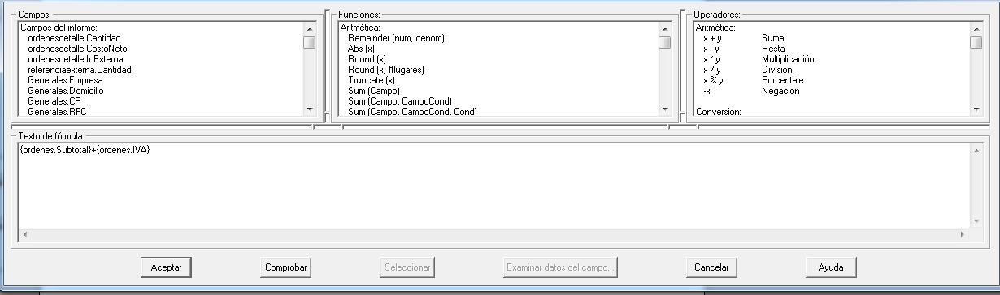 Campos:
Campos del informe:
ordenesdetalle.Cantidad
ordenesdetalle.CostoNeto
ordenesdetalle.IdExterna
referenciaexterna.Cantidad
Generales.Empresa
Generales.Domicilio
Generales.CP
Generales.RFC
Funciones:
Aritmética:
Remainder (num, denom)
Abs (x)
Round (x)
Round (x, #lugares)
Truncate (x)
Sum (Campo)
Sum (Campo, CampoCond)
Sum (Campo, CampoCond, Cond)
Operadores:
Aritmética:
x + y Suma
x - y Resta
x * y Multiplicación
x / y División
x % y Porcentaje
-x Negación
Conversión:
Texto de fórmula:
{ordenes.Subtotal}+{ordenes.IVA}
Aceptar Comprobar Seleccionar Examinar datos del campo... Cancelar Ayuda